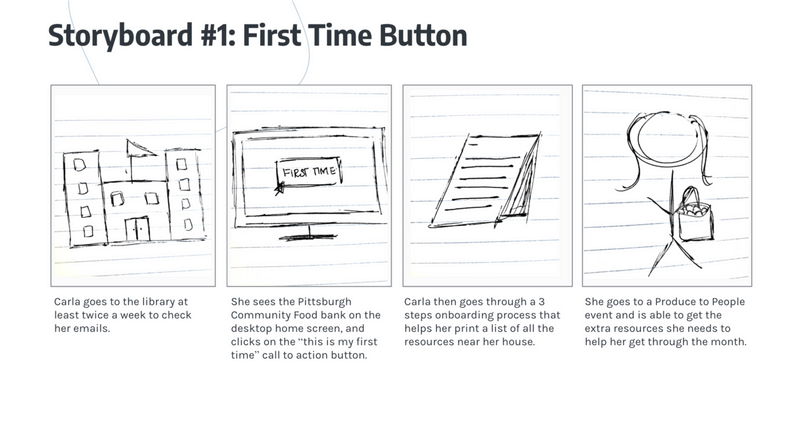 Storyboard #1: First Time Button
FIRST TIME
Carla goes to the library at
least twice a week to check
her emails.
She sees the Pittsburgh
Community Food bank on the
desktop home screen, and
clicks on the “this is my first
time” call to action button.
Carla then goes through a 3
steps onboarding process that
helps her print a list of all the
resources near her house.
She goes to a Produce to People
event and is able to get the
extra resources she needs to
help her get through the month.